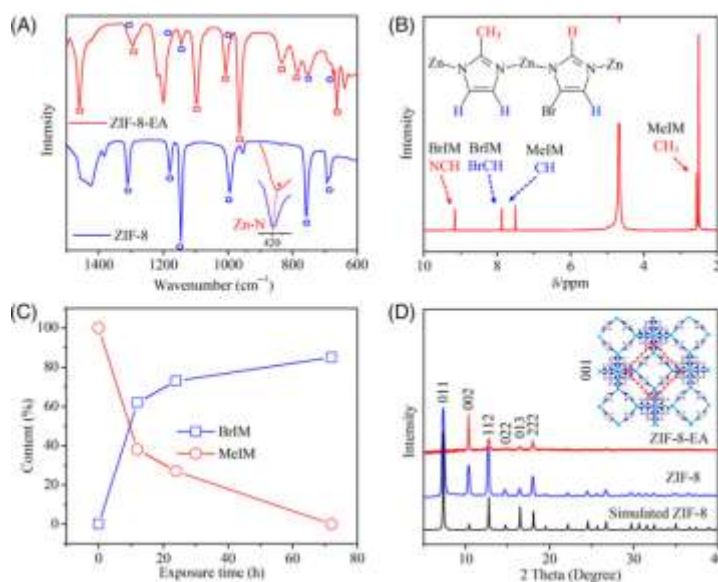 (A)
Intensity
ZIF-8-EA
Zn-N
420
ZIF-8
1400
1200
1000
800
600
Wavenumber (cm⁻¹)
(B)
Intensity
CH₃
H
Zn
N
N
Zn
N
N
Zn
H
H
Br
H
BrIM
NCH
BrIM
BrCH
MeIM
CH
MeIM
CH₃
10
8
6
4
2
δ/ppm
(C)
Content (%)
100
80
60
40
20
0
BrIM
MeIM
0
20
40
60
80
Exposure time (h)
(D)
Intensity
011
002
112
022
013
222
001
ZIF-8-EA
ZIF-8
Simulated ZIF-8
10
20
30
40
2 Theta (Degree)